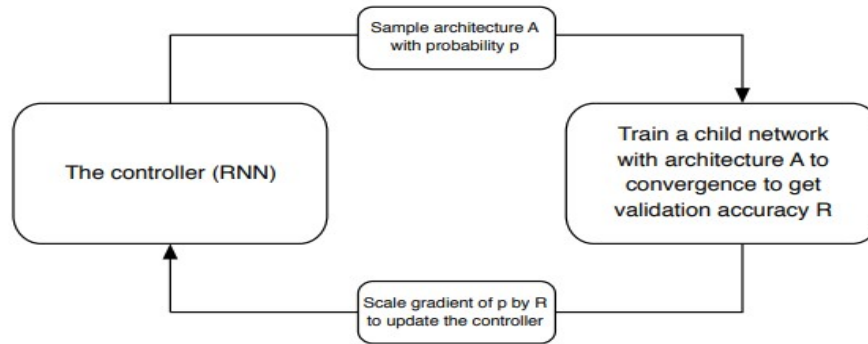 Sample architecture A
with probability p
The controller (RNN)
Train a child network
with architecture A to
convergence to get
validation accuracy R
Scale gradient of p by R
to update the controller